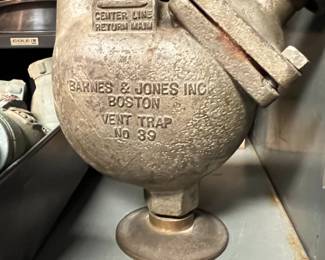 CENTER LINE
RETURN MAIN
BARNES & JONES INC
BOSTON
VENT TRAP
No 39